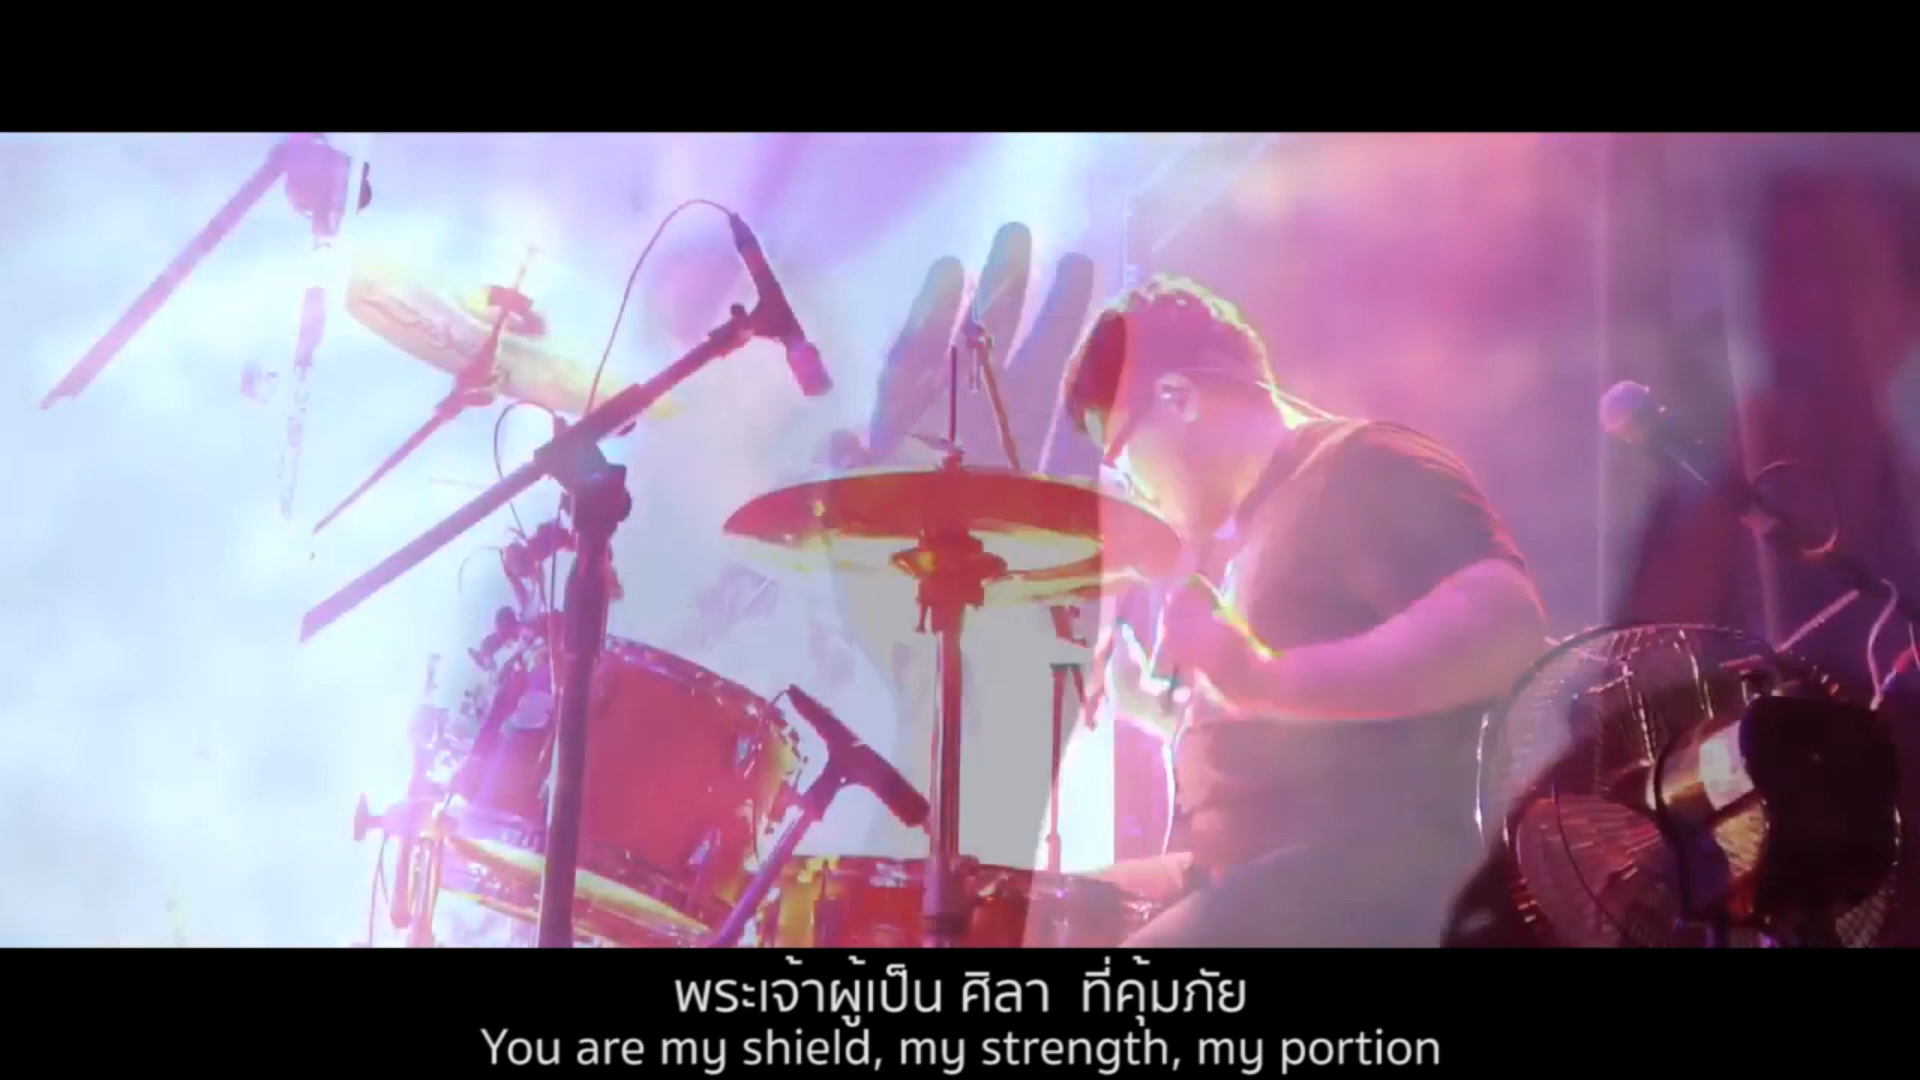 พระเจ้าผู้เป็น ศิลา ที่คุ้มภัย
You are my shield, my strength, my portion